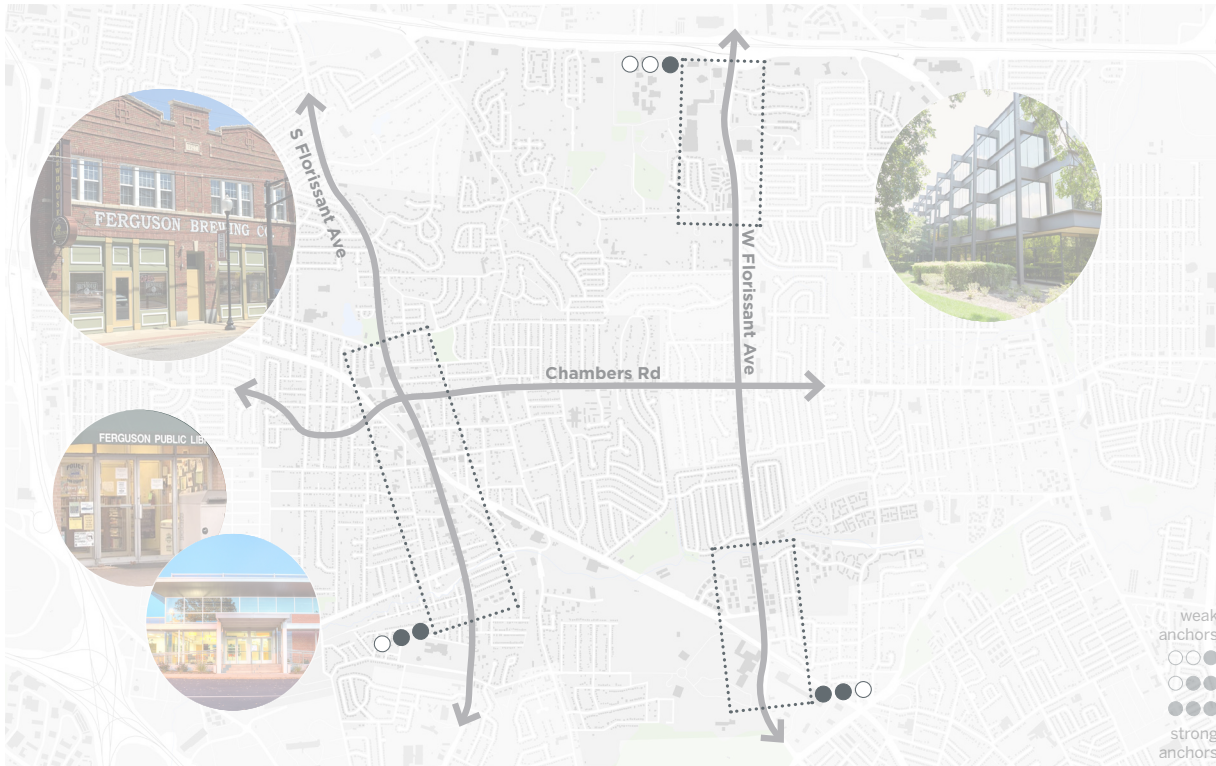 S Florissant Ave
FERGUSON BREWING CO
W Florissant Ave
Chambers Rd
FERGUSON PUBLIC LIB
weak
anchors
strong
anchors